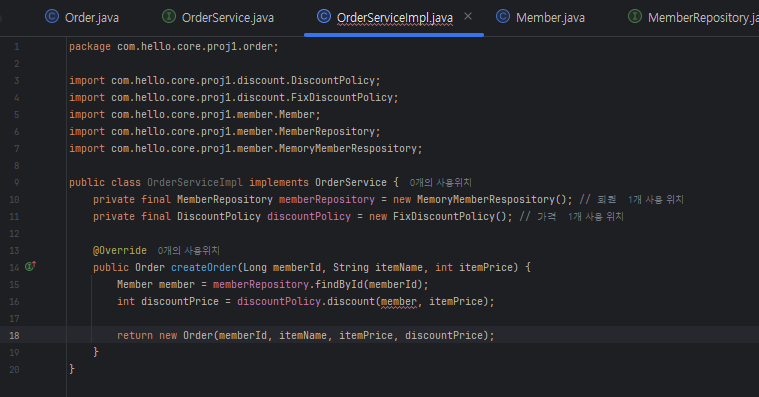 Order.java OrderService.java OrderServiceImpl.java × Member.java MemberRepository.ja
1 package com.hello.core.proj1.order;
2
3 import com.hello.core.proj1.discount.DiscountPolicy;
4 import com.hello.core.proj1.discount.FixDiscountPolicy;
5 import com.hello.core.proj1.member.Member;
6 import com.hello.core.proj1.member.MemberRepository;
7 import com.hello.core.proj1.member.MemoryMemberRespository;
8
9 public class OrderServiceImpl implements OrderService { 0개의 사용위치
10 private final MemberRepository memberRepository = new MemoryMemberRespository(); // 회원 1개 사용 위치
11 private final DiscountPolicy discountPolicy = new FixDiscountPolicy(); // 가격 1개 사용 위치
12
13 @Override 0개의 사용위치
14 public Order createOrder(Long memberId, String itemName, int itemPrice) {
15 Member member = memberRepository.findById(memberId);
16 int discountPrice = discountPolicy.discount(member, itemPrice);
17
18 return new Order(memberId, itemName, itemPrice, discountPrice);
19 }
20 }